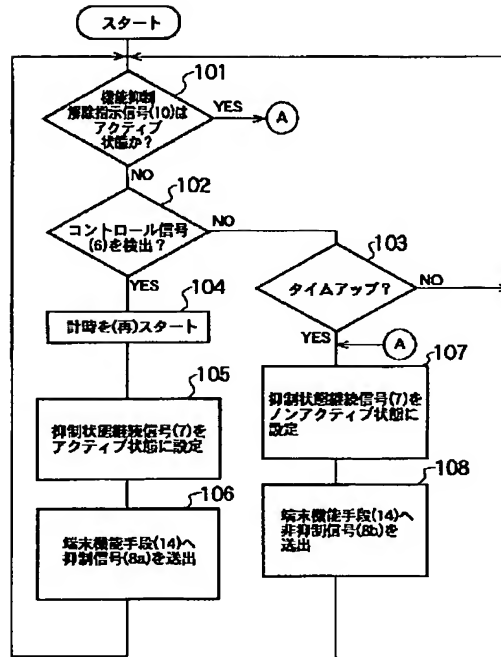 スタート
101
機能抑制
解除指示信号(10)は
アクティブ
状態か?
YES
A
NO
102
コントロール信号
(6)を検出?
NO
YES
103
タイムアップ?
NO
YES
A
104
計時を(再)スタート
105
抑制状態継続信号(7)を
アクティブ状態に設定
106
端末機能手段(14)へ
抑制信号(8a)を送出
107
抑制状態継続信号(7)を
ノンアクティブ状態に
設定
108
端末機能手段(14)へ
非抑制信号(8b)を
送出